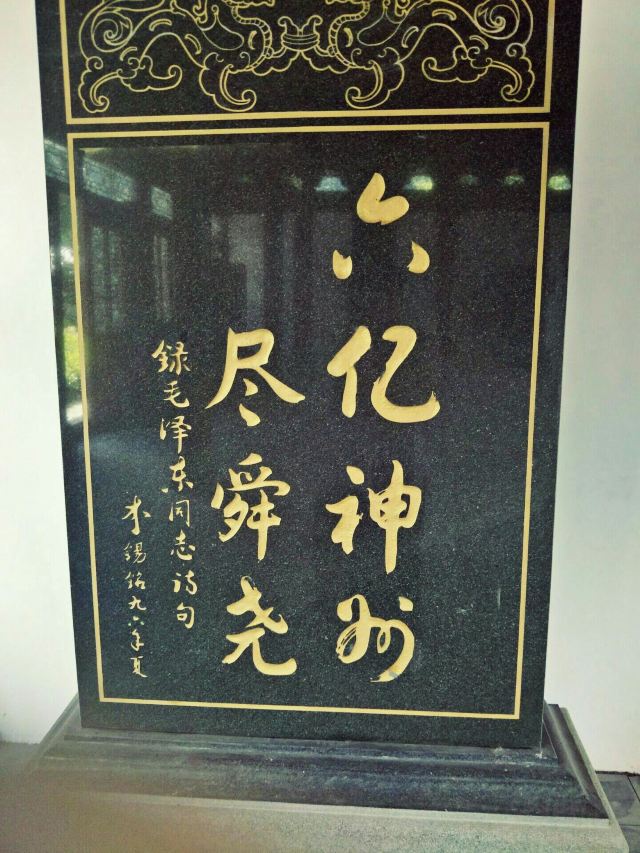 六亿神州
尽舜尧
録毛泽东同志诗句
李锡铭九六年夏